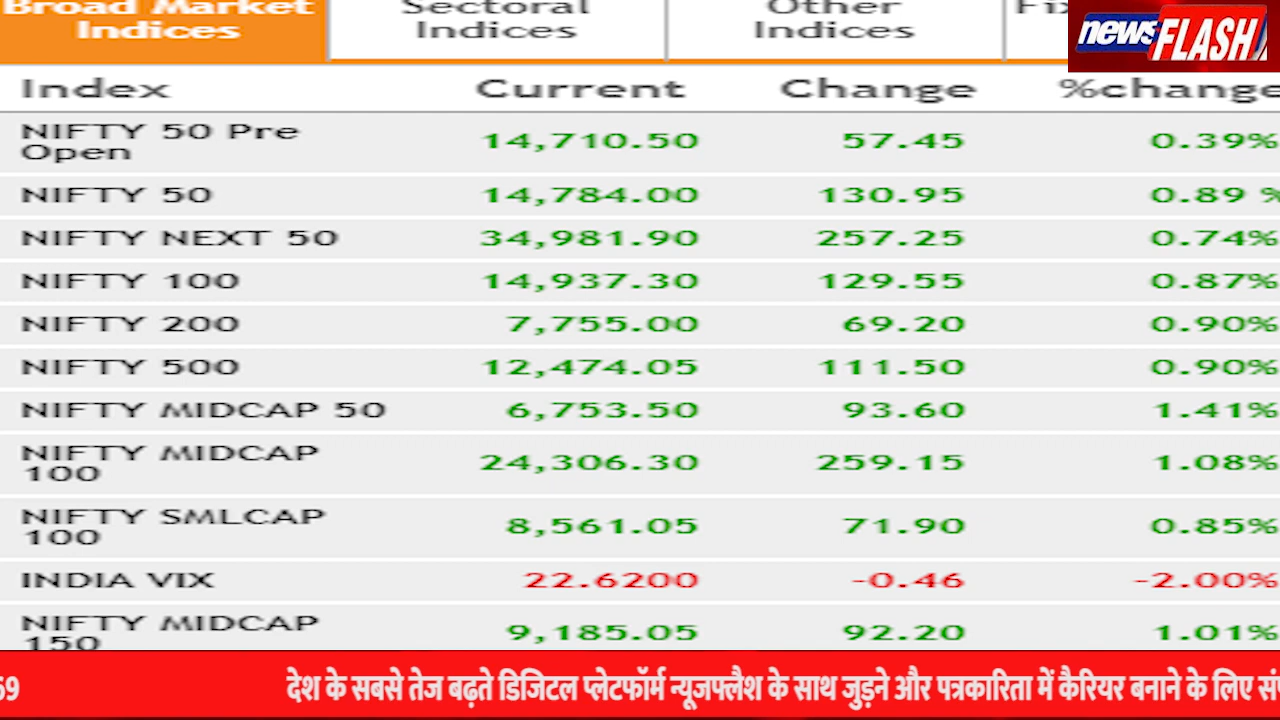 Broad Market Indices
Sectoral Indices
Other Indices
news FLASH
Index Current Change %change
NIFTY 50 Pre Open 14,710.50 57.45 0.39%
NIFTY 50 14,784.00 130.95 0.89 %
NIFTY NEXT 50 34,981.90 257.25 0.74%
NIFTY 100 14,937.30 129.55 0.87%
NIFTY 200 7,755.00 69.20 0.90%
NIFTY 500 12,474.05 111.50 0.90%
NIFTY MIDCAP 50 6,753.50 93.60 1.41%
NIFTY MIDCAP 100 24,306.30 259.15 1.08%
NIFTY SMLCAP 100 8,561.05 71.90 0.85%
INDIA VIX 22.6200 -0.46 -2.00%
NIFTY MIDCAP 150 9,185.05 92.20 1.01%
देश के सबसे तेज बढ़ते डिजिटल प्लेटफॉर्म न्यूजफ्लैश के साथ जुड़ने और पत्रकारिता में कैरियर बनाने के लिए